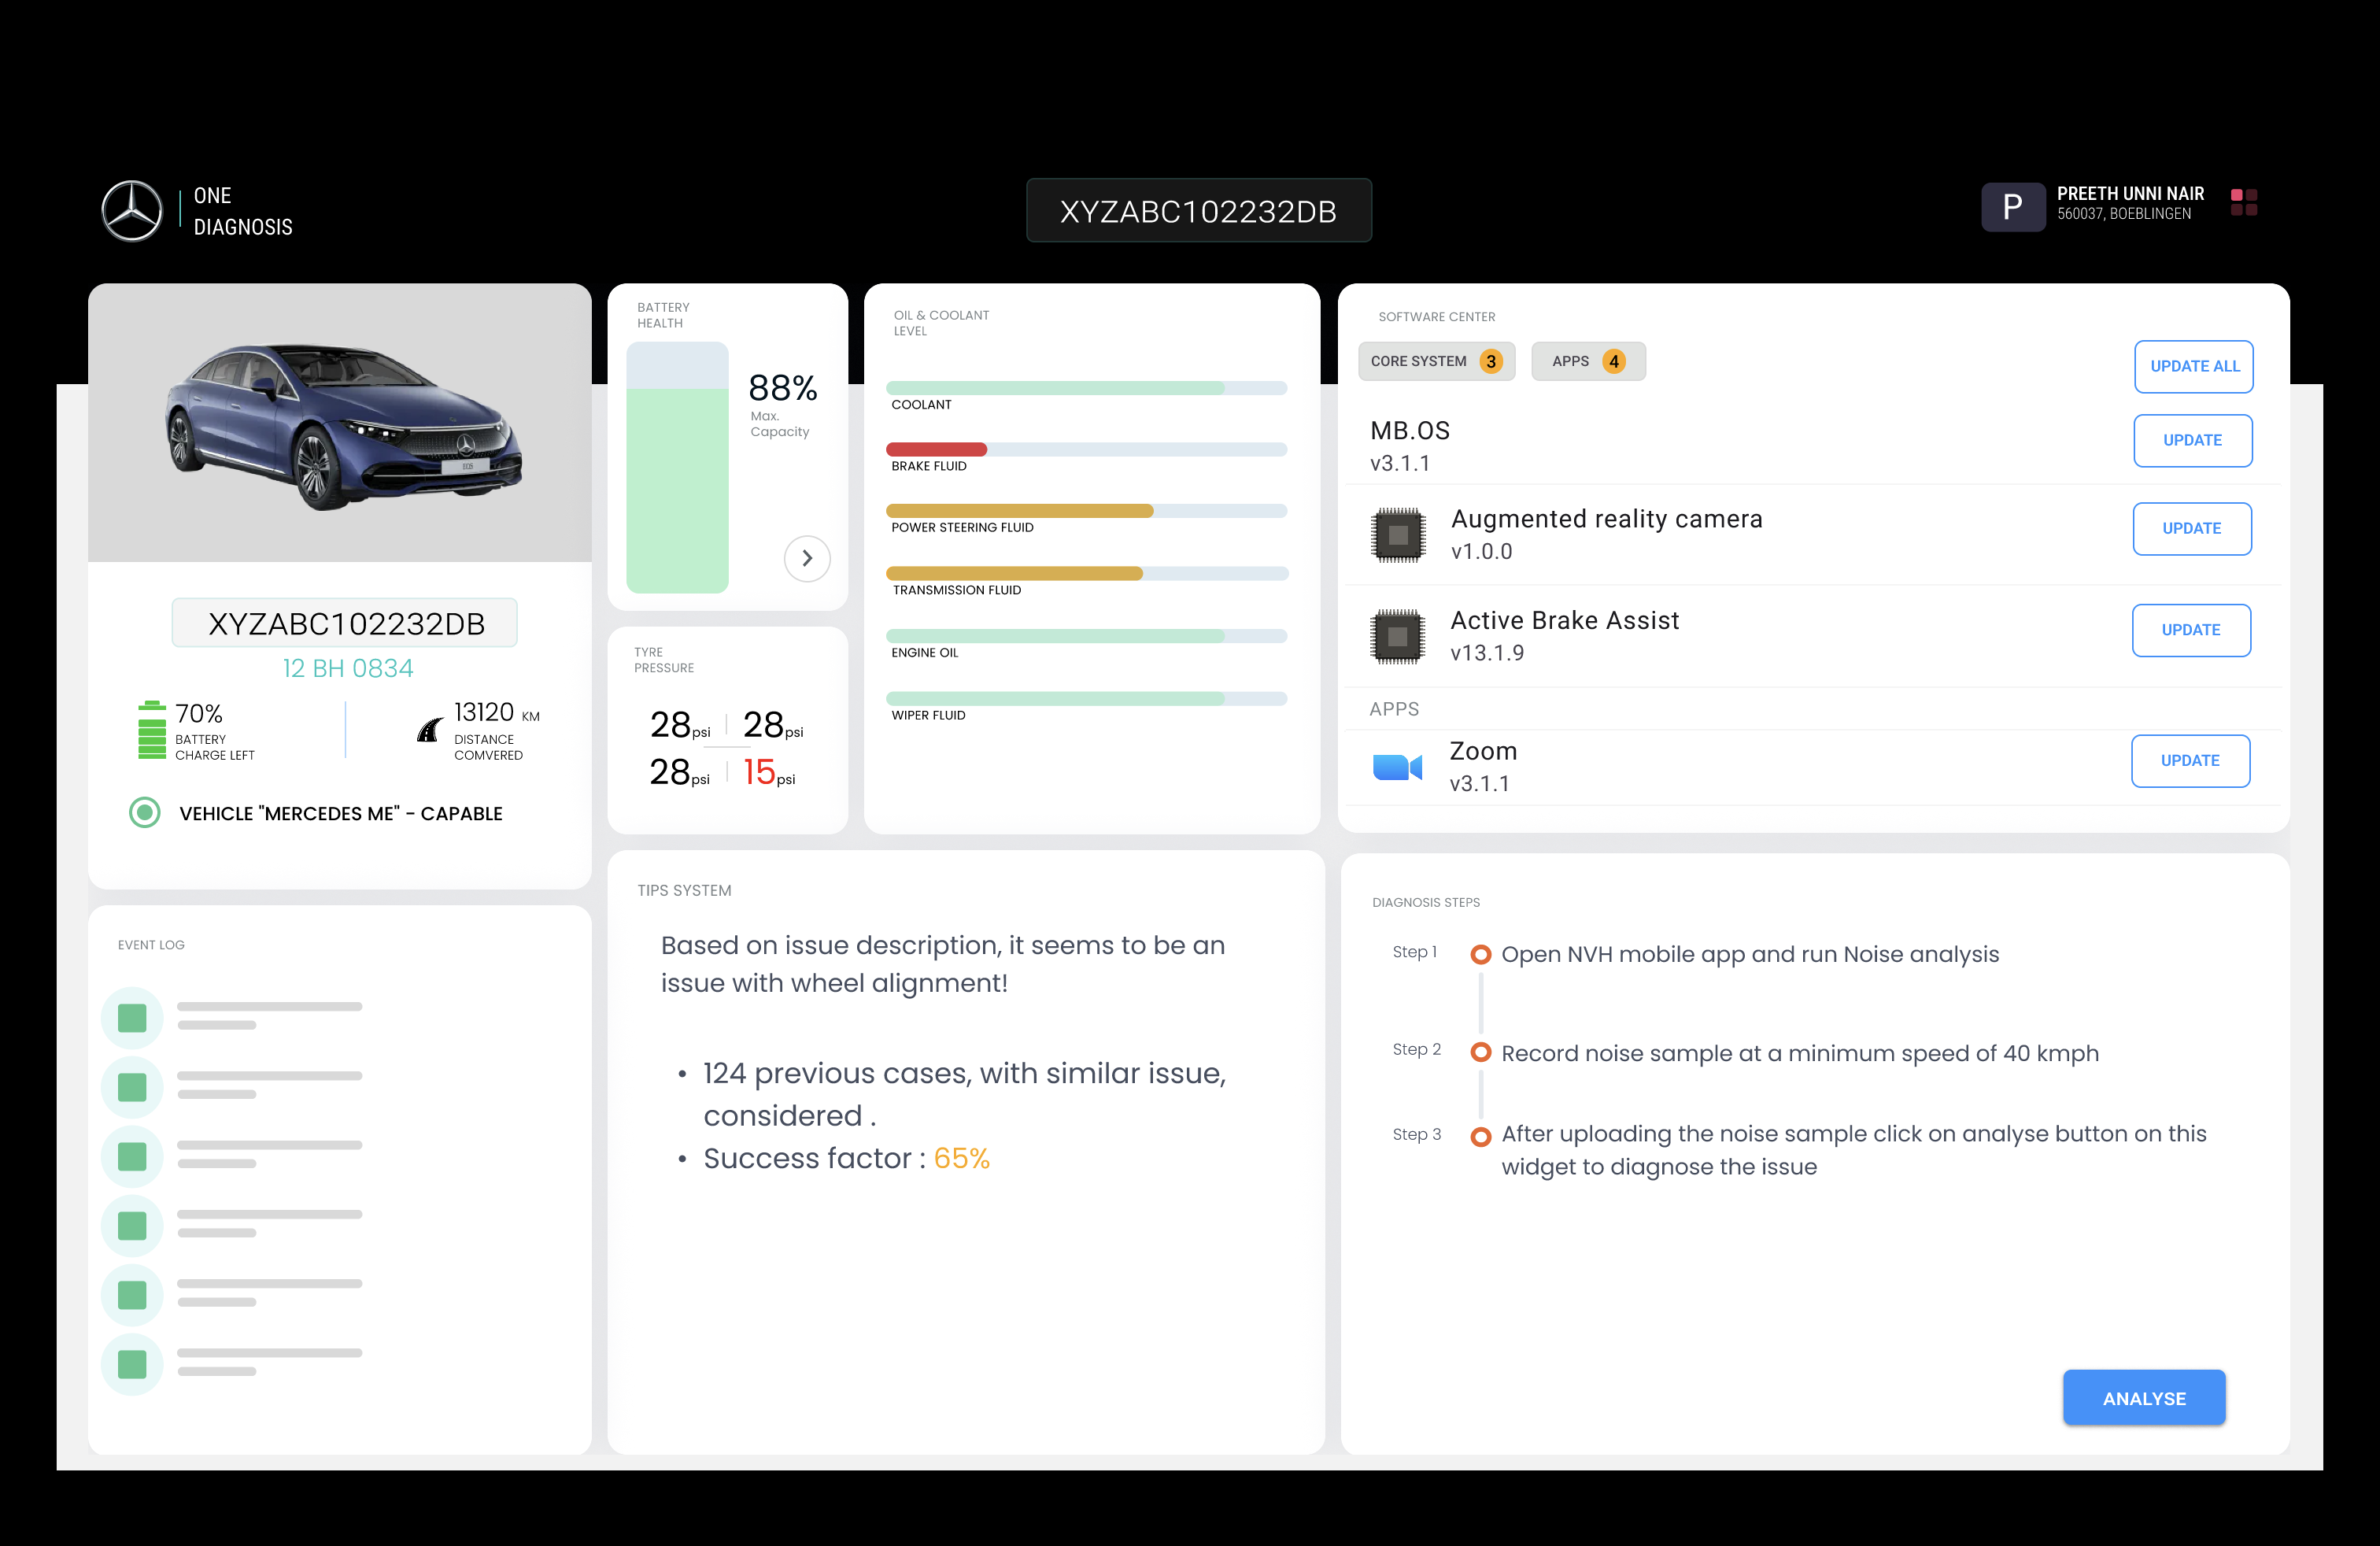 ONE
DIAGNOSIS
XYZABC102232DB
P
PREETH UNNI NAIR
560037, BOEBLINGEN
EQS
XYZABC102232DB
12 BH 0834
70%
BATTERY
CHARGE LEFT
13120 KM
DISTANCE
COMVERED
VEHICLE "MERCEDES ME" - CAPABLE
BATTERY
HEALTH
88%
Max.
Capacity
TYRE
PRESSURE
28psi 28psi
28psi 15psi
OIL & COOLANT
LEVEL
COOLANT
BRAKE FLUID
POWER STEERING FLUID
TRANSMISSION FLUID
ENGINE OIL
WIPER FLUID
SOFTWARE CENTER
CORE SYSTEM 3
APPS 4
UPDATE ALL
MB.OS
v3.1.1
UPDATE
Augmented reality camera
v1.0.0
UPDATE
Active Brake Assist
v13.1.9
UPDATE
APPS
Zoom
v3.1.1
UPDATE
EVENT LOG
TIPS SYSTEM
Based on issue description, it seems to be an
issue with wheel alignment!
• 124 previous cases, with similar issue,
considered .
• Success factor : 65%
DIAGNOSIS STEPS
Step 1 Open NVH mobile app and run Noise analysis
Step 2 Record noise sample at a minimum speed of 40 kmph
Step 3 After uploading the noise sample click on analyse button on this
widget to diagnose the issue
ANALYSE